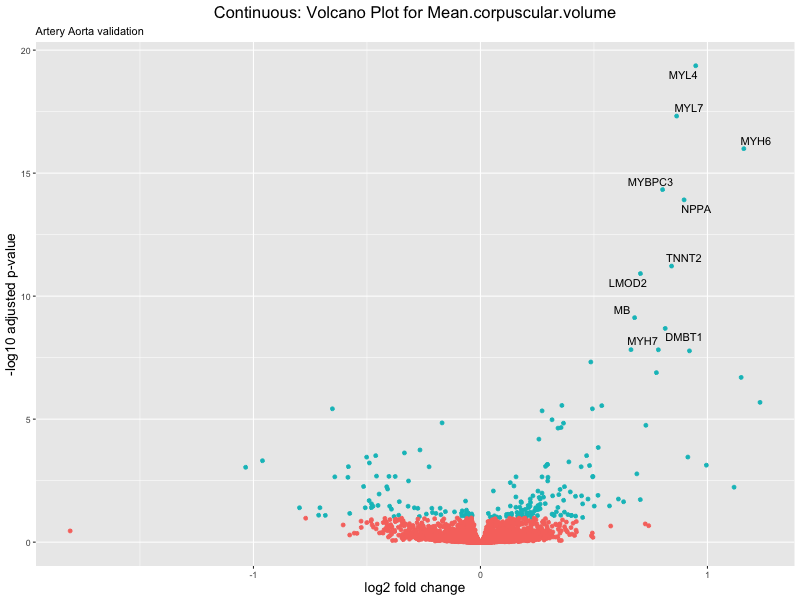 Continuous: Volcano Plot for Mean.corpuscular.volume
Artery Aorta validation
20
MYL4
MYL7
MYH6
15
MYBPC3
NPPA
TNNT2
LMOD2
10
MB
DMBT1
MYH7
5
0
-log10 adjusted p-value
-1
0
1
log2 fold change